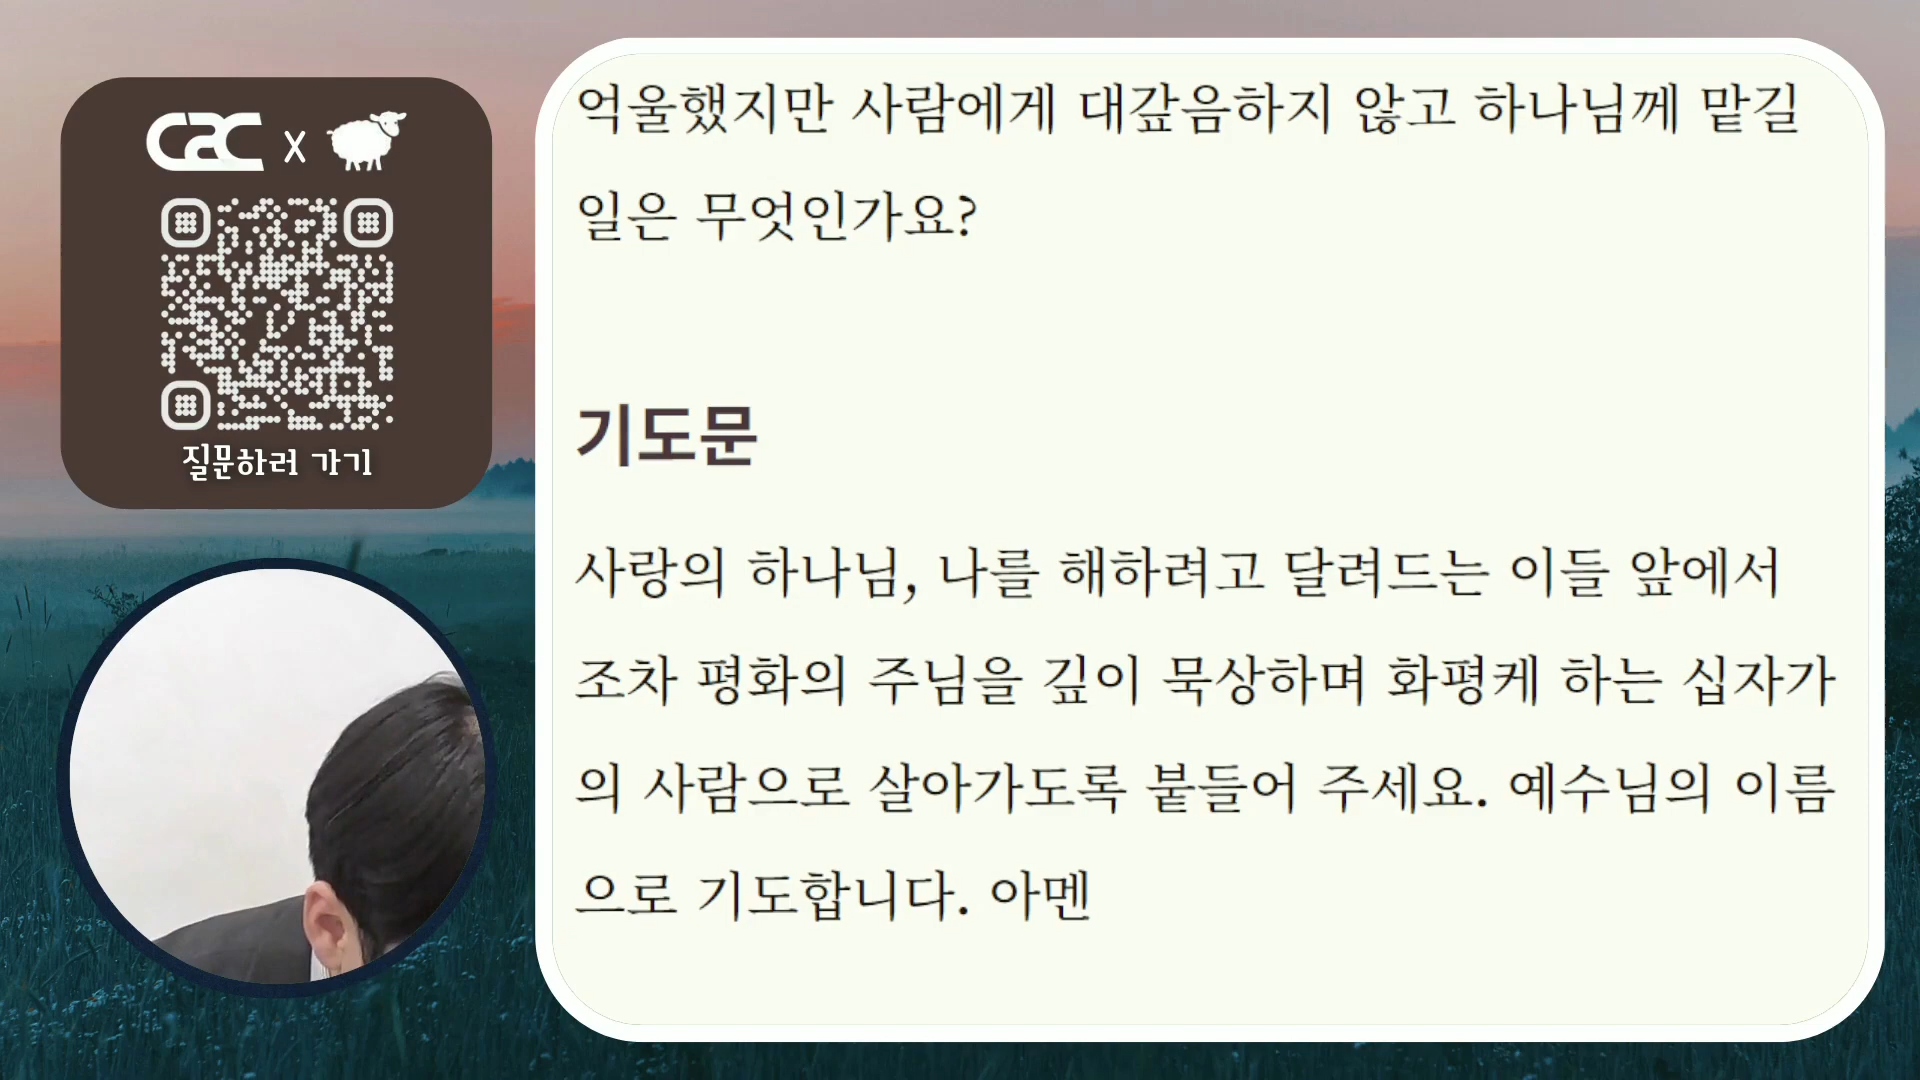 CAC X
질문하러 가기
억울했지만 사람에게 대갚음하지 않고 하나님께 맡길
일은 무엇인가요?
기도문
사랑의 하나님, 나를 해하려고 달려드는 이들 앞에서
조차 평화의 주님을 깊이 묵상하며 화평케 하는 십자가
의 사람으로 살아가도록 붙들어 주세요. 예수님의 이름
으로 기도합니다. 아멘